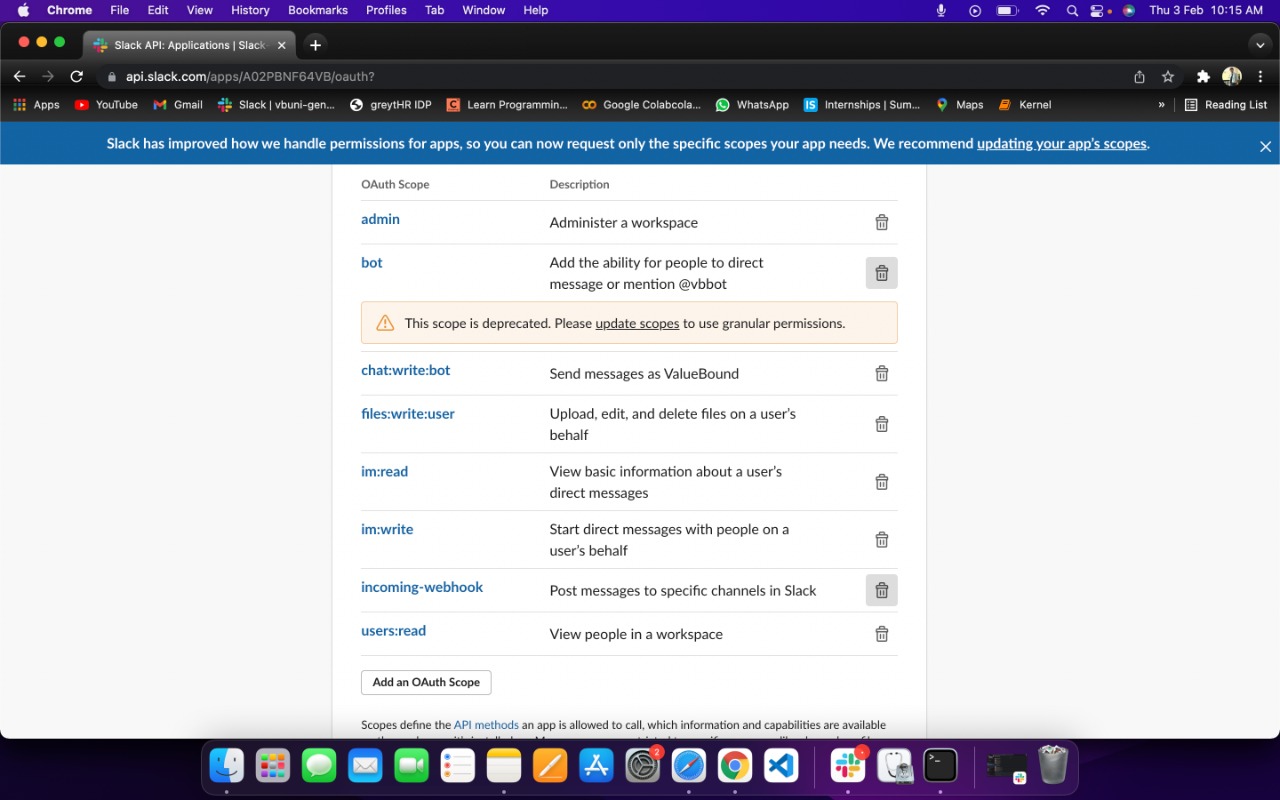 Chrome File Edit View History Bookmarks Profiles Tab Window Help Thu 3 Feb 10:15 AM
Slack API: Applications | Slack
api.slack.com/apps/A02PBNF64VB/oauth?
Apps YouTube Gmail Slack | vbuni-gen... greytHR IDP Learn Programmin... Google Colabcola... WhatsApp Internships | Sum... Maps Kernel » Reading List
Slack has improved how we handle permissions for apps, so you can now request only the specific scopes your app needs. We recommend updating your app's scopes.
OAuth Scope Description
admin Administer a workspace
bot Add the ability for people to direct
message or mention @vbbot
This scope is deprecated. Please update scopes to use granular permissions.
chat:write:bot Send messages as ValueBound
files:write:user Upload, edit, and delete files on a user's
behalf
im:read View basic information about a user's
direct messages
im:write Start direct messages with people on a
user's behalf
incoming-webhook Post messages to specific channels in Slack
users:read View people in a workspace
Add an OAuth Scope
Scopes define the API methods an app is allowed to call, which information and capabilities are available
2